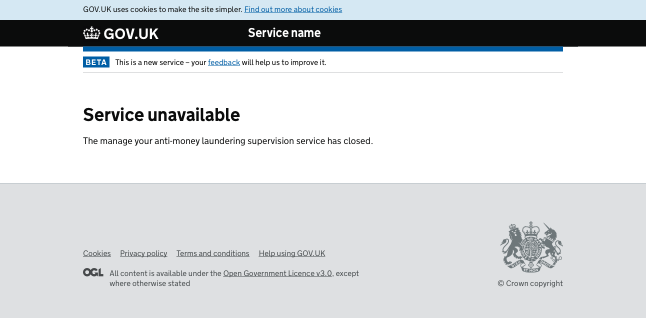 GOV.UK uses cookies to make the site simpler. Find out more about cookies
GOV.UK Service name
BETA This is a new service – your feedback will help us to improve it.
Service unavailable
The manage your anti-money laundering supervision service has closed.
Cookies Privacy policy Terms and conditions Help using GOV.UK
OGL All content is available under the Open Government Licence v3.0, except
where otherwise stated
© Crown copyright